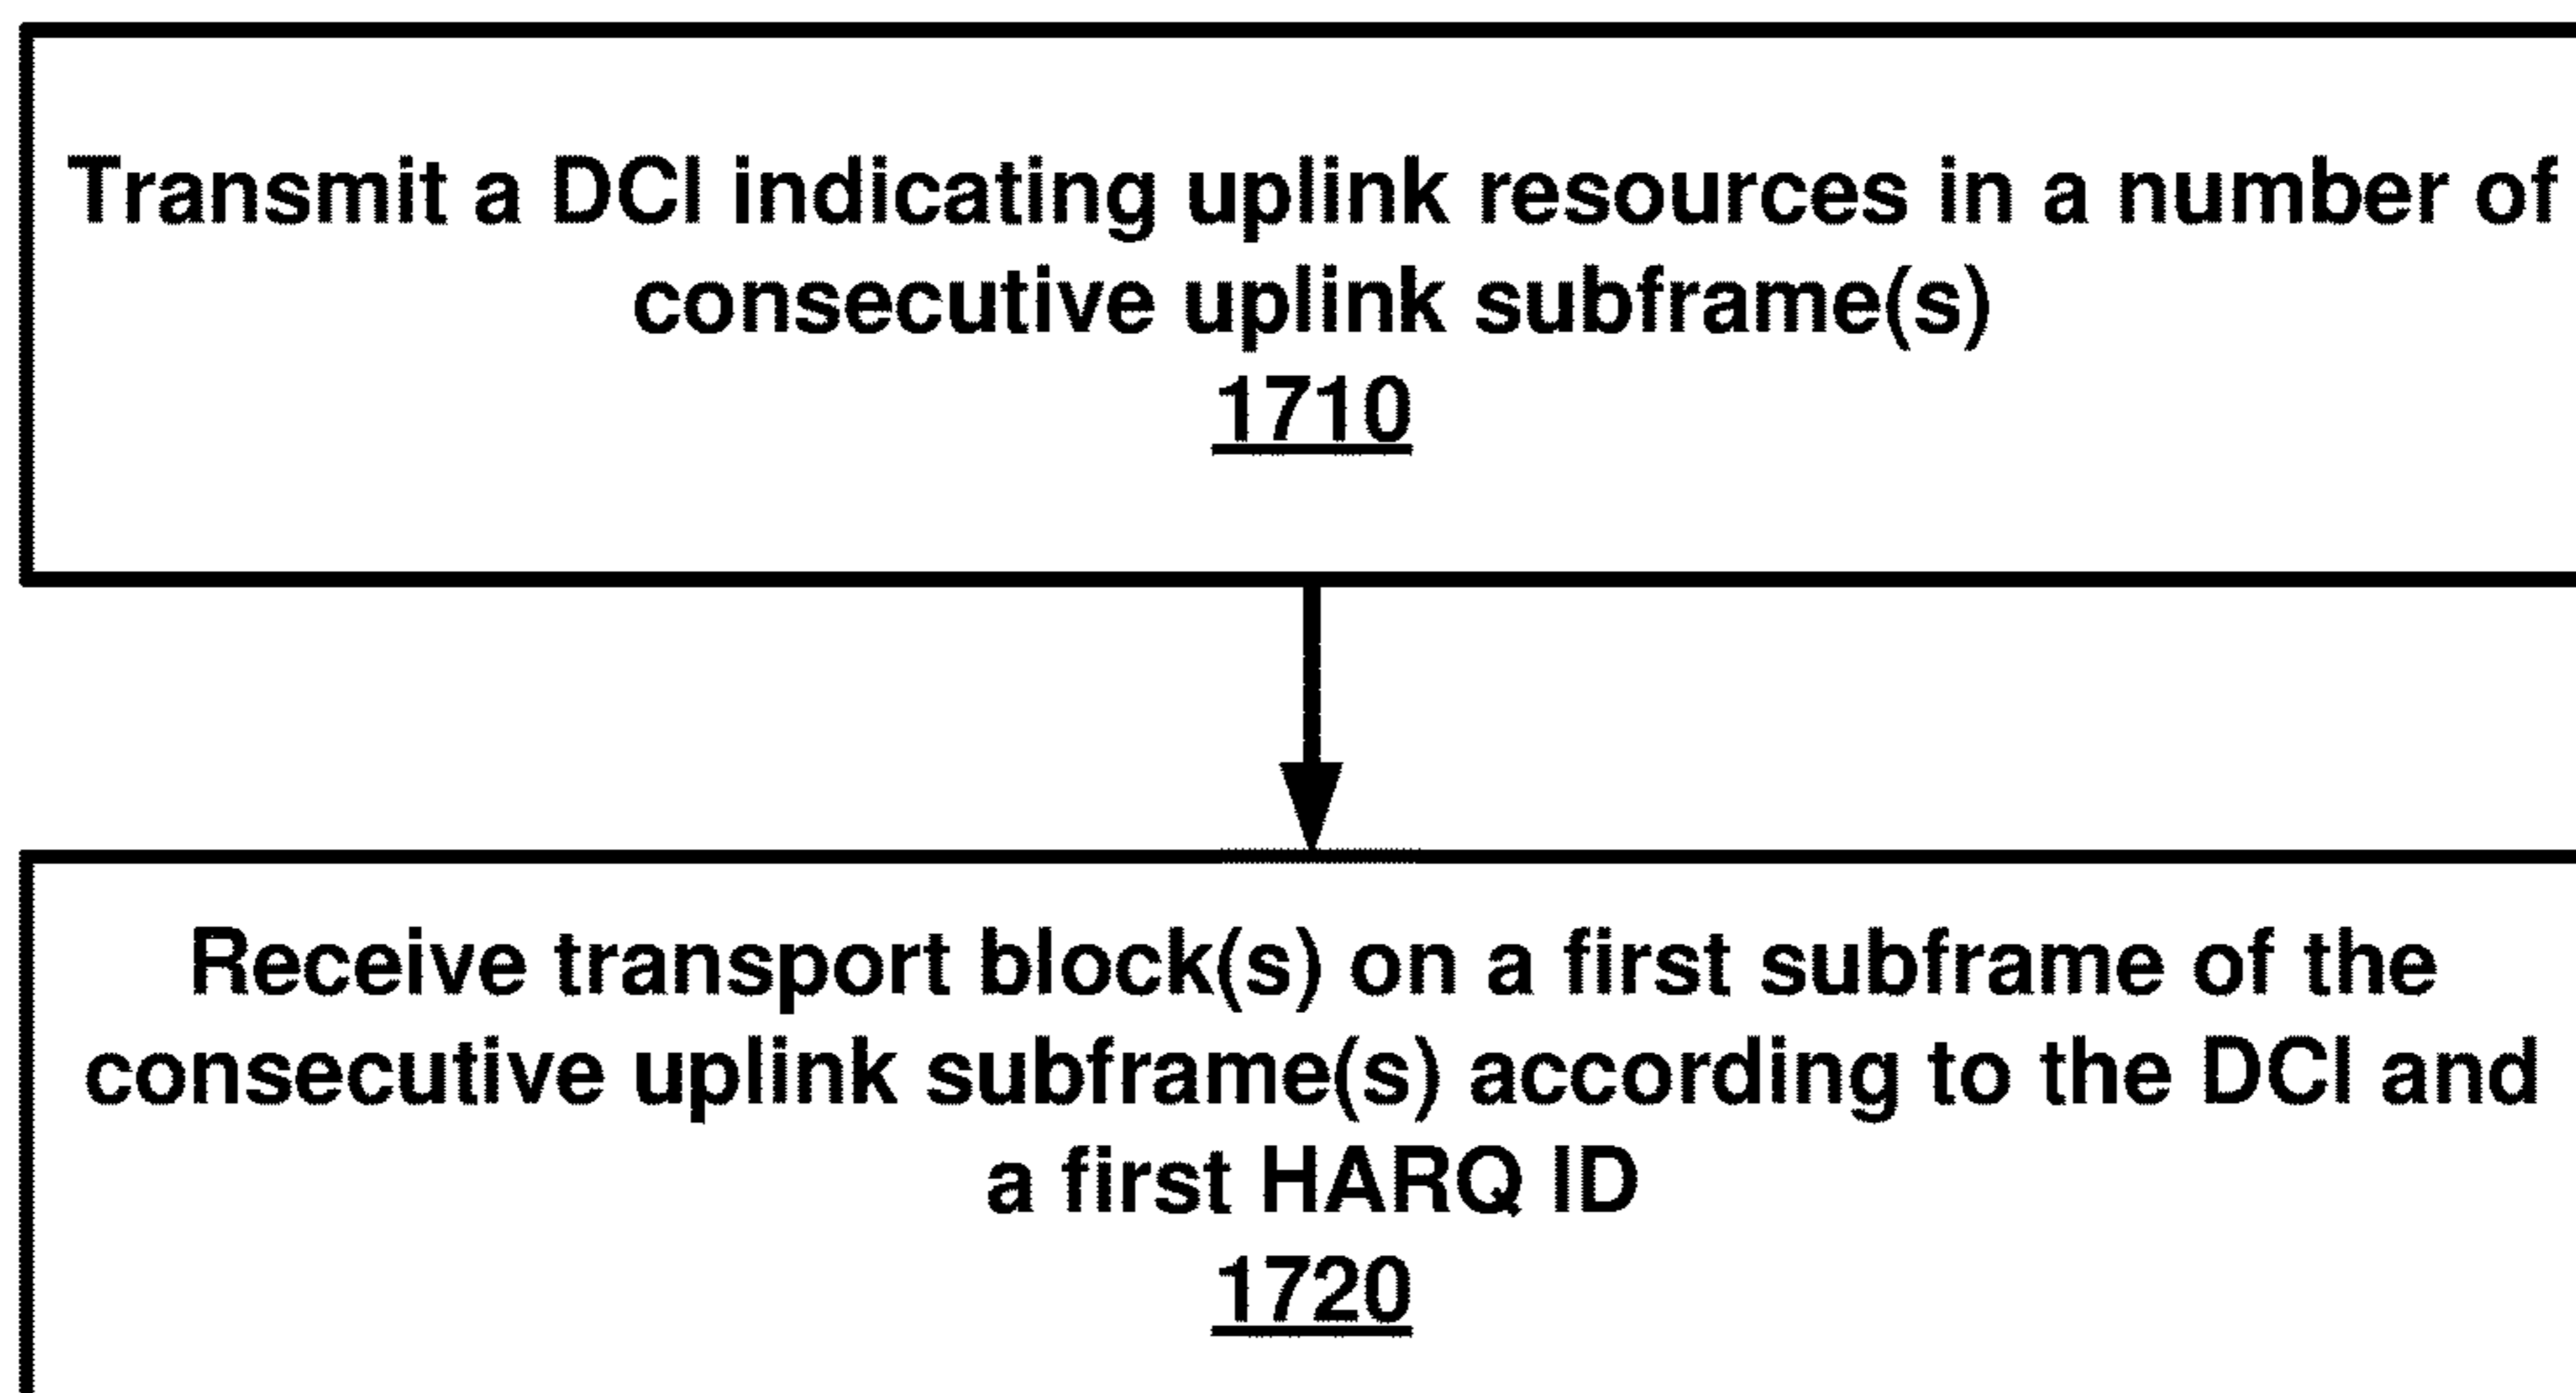 Transmit a DCI indicating uplink resources in a number of
consecutive uplink subframe(s)
1710
Receive transport block(s) on a first subframe of the
consecutive uplink subframe(s) according to the DCI and
a first HARQ ID
1720